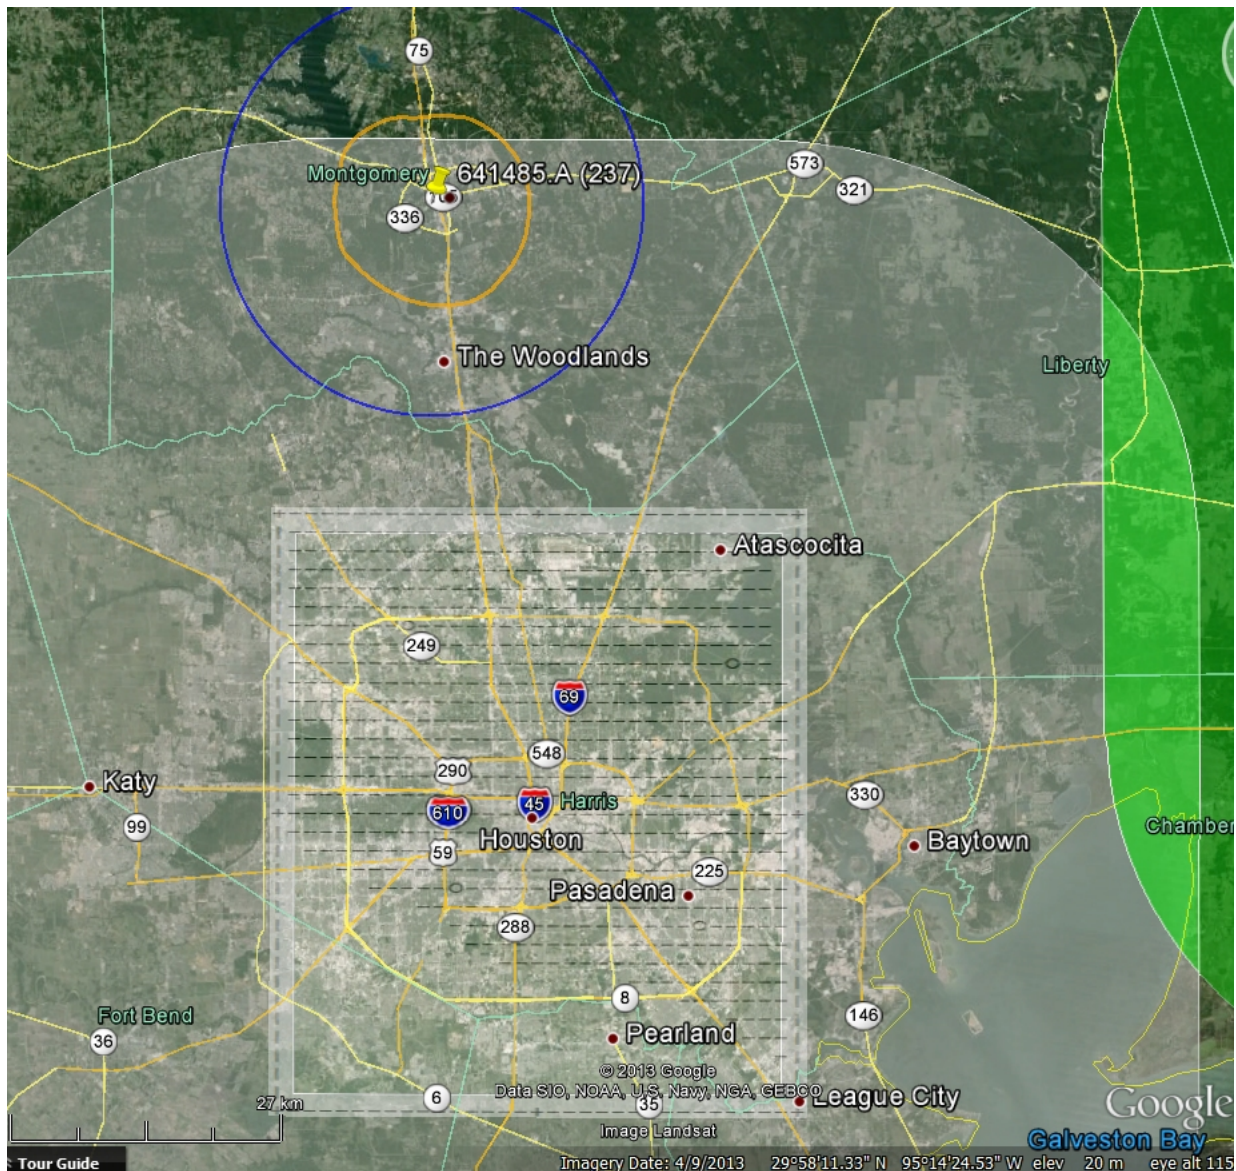 75
573
Montgomery
641485.A (237)
321
336
The Woodlands
Liberty
Atascocita
249
69
548
290
Katy
45
Harris
330
610
99
Houston
Chamber
Baytown
59
225
Pasadena
288
8
Fort Bend
146
36
Pearland
© 2013 Google
Data SIO, NOAA, U.S. Navy, NGA, GEBCO
6
27 km
35
League City
Google
Image Landsat
Galveston Bay
Tour Guide
Imagery Date: 4/9/2013 29°58'11.33" N 95°14'24.53" W elev 20 m eye alt 115